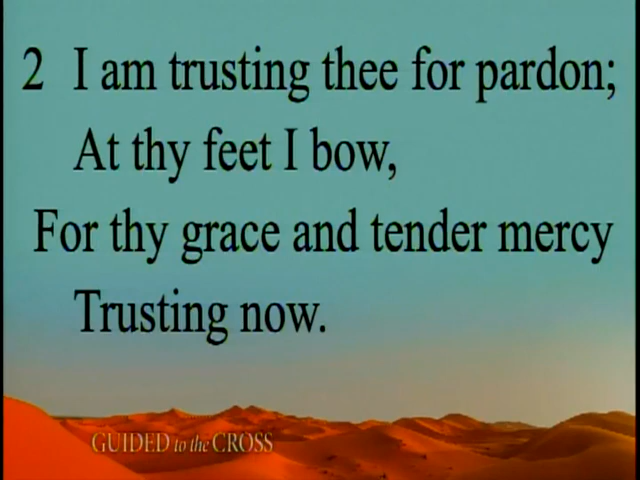 2 I am trusting thee for pardon;
At thy feet I bow,
For thy grace and tender mercy
Trusting now.
GUIDED to the CROSS